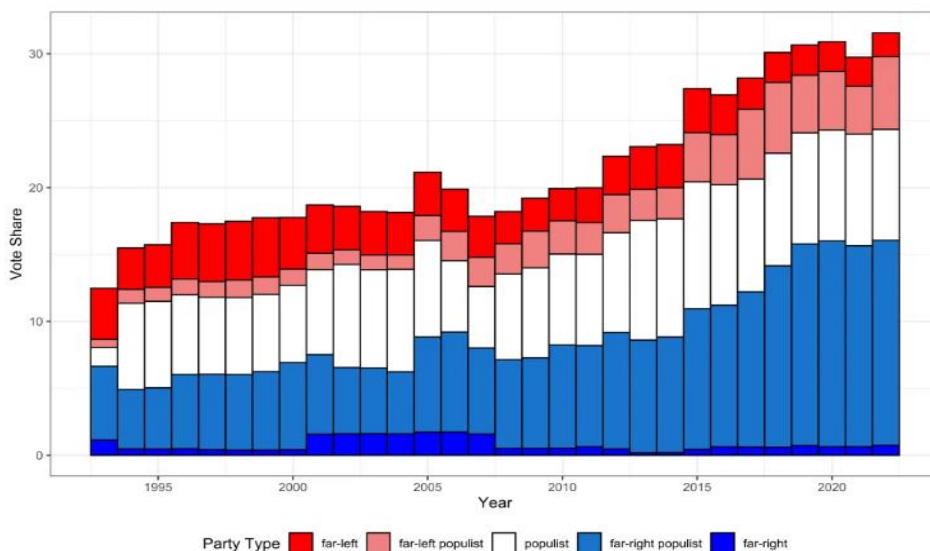 30
20
10
0
Vote Share
1995 2000 2005 2010 2015 2020
Year
Party Type far-left far-left populist populist far-right populist far-right